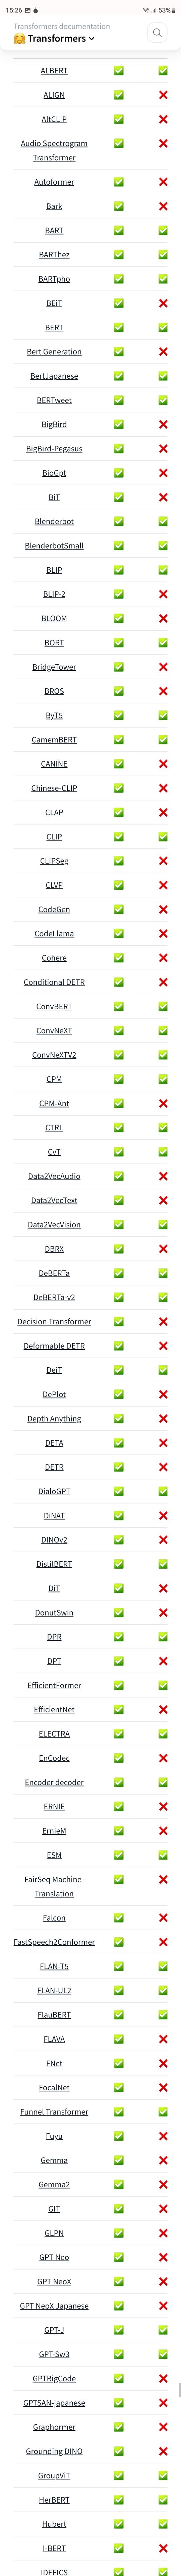 15:26
53%
Transformers documentation
Transformers
ALBERT
ALIGN
AltCLIP
Audio Spectrogram
Transformer
Autoformer
Bark
BART
BARThez
BARTpho
BEiT
BERT
Bert Generation
BertJapanese
BERTweet
BigBird
BigBird-Pegasus
BioGpt
BiT
Blenderbot
BlenderbotSmall
BLIP
BLIP-2
BLOOM
BORT
BridgeTower
BROS
ByT5
CamemBERT
CANINE
Chinese-CLIP
CLAP
CLIP
CLIPSeg
CLVP
CodeGen
CodeLlama
Cohere
Conditional DETR
ConvBERT
ConvNeXT
ConvNeXTV2
CPM
CPM-Ant
CTRL
CvT
Data2VecAudio
Data2VecText
Data2VecVision
DBRX
DeBERTa
DeBERTa-v2
Decision Transformer
Deformable DETR
DeiT
DePlot
Depth Anything
DETA
DETR
DialoGPT
DiNAT
DINOv2
DistilBERT
DiT
DonutSwin
DPR
DPT
EfficientFormer
EfficientNet
ELECTRA
EnCodec
Encoder decoder
ERNIE
ErnieM
ESM
FairSeq Machine-
Translation
Falcon
FastSpeech2Conformer
FLAN-T5
FLAN-UL2
FlauBERT
FLAVA
FNet
FocalNet
Funnel Transformer
Fuyu
Gemma
Gemma2
GIT
GLPN
GPT Neo
GPT NeoX
GPT NeoX Japanese
GPT-J
GPT-Sw3
GPTBigCode
GPTSAN-japanese
Graphormer
Grounding DINO
GroupViT
HerBERT
Hubert
I-BERT
IDEFICS